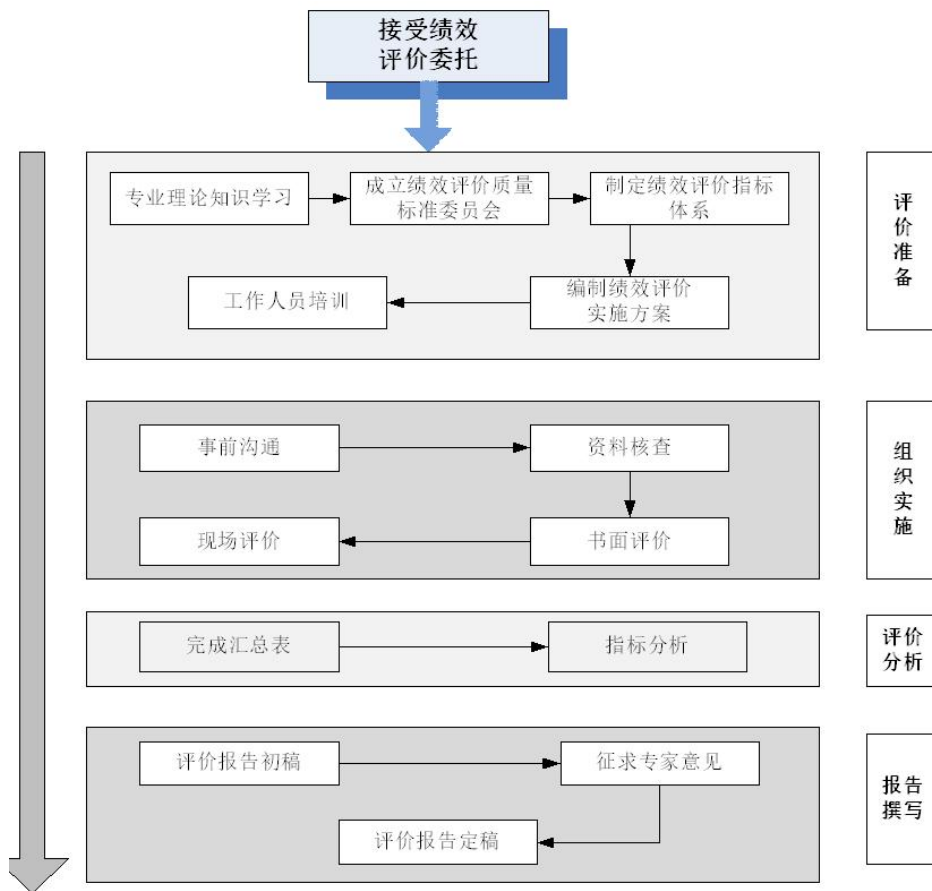 接受绩效
评价委托
专业理论知识学习
成立绩效评价质量
标准委员会
制定绩效评价指标
体系
工作人员培训
编制绩效评价
实施方案
评
价
准
备
事前沟通
资料核查
现场评价
书面评价
组
织
实
施
完成汇总表
指标分析
评价
分析
评价报告初稿
征求专家意见
评价报告定稿
报告
撰写